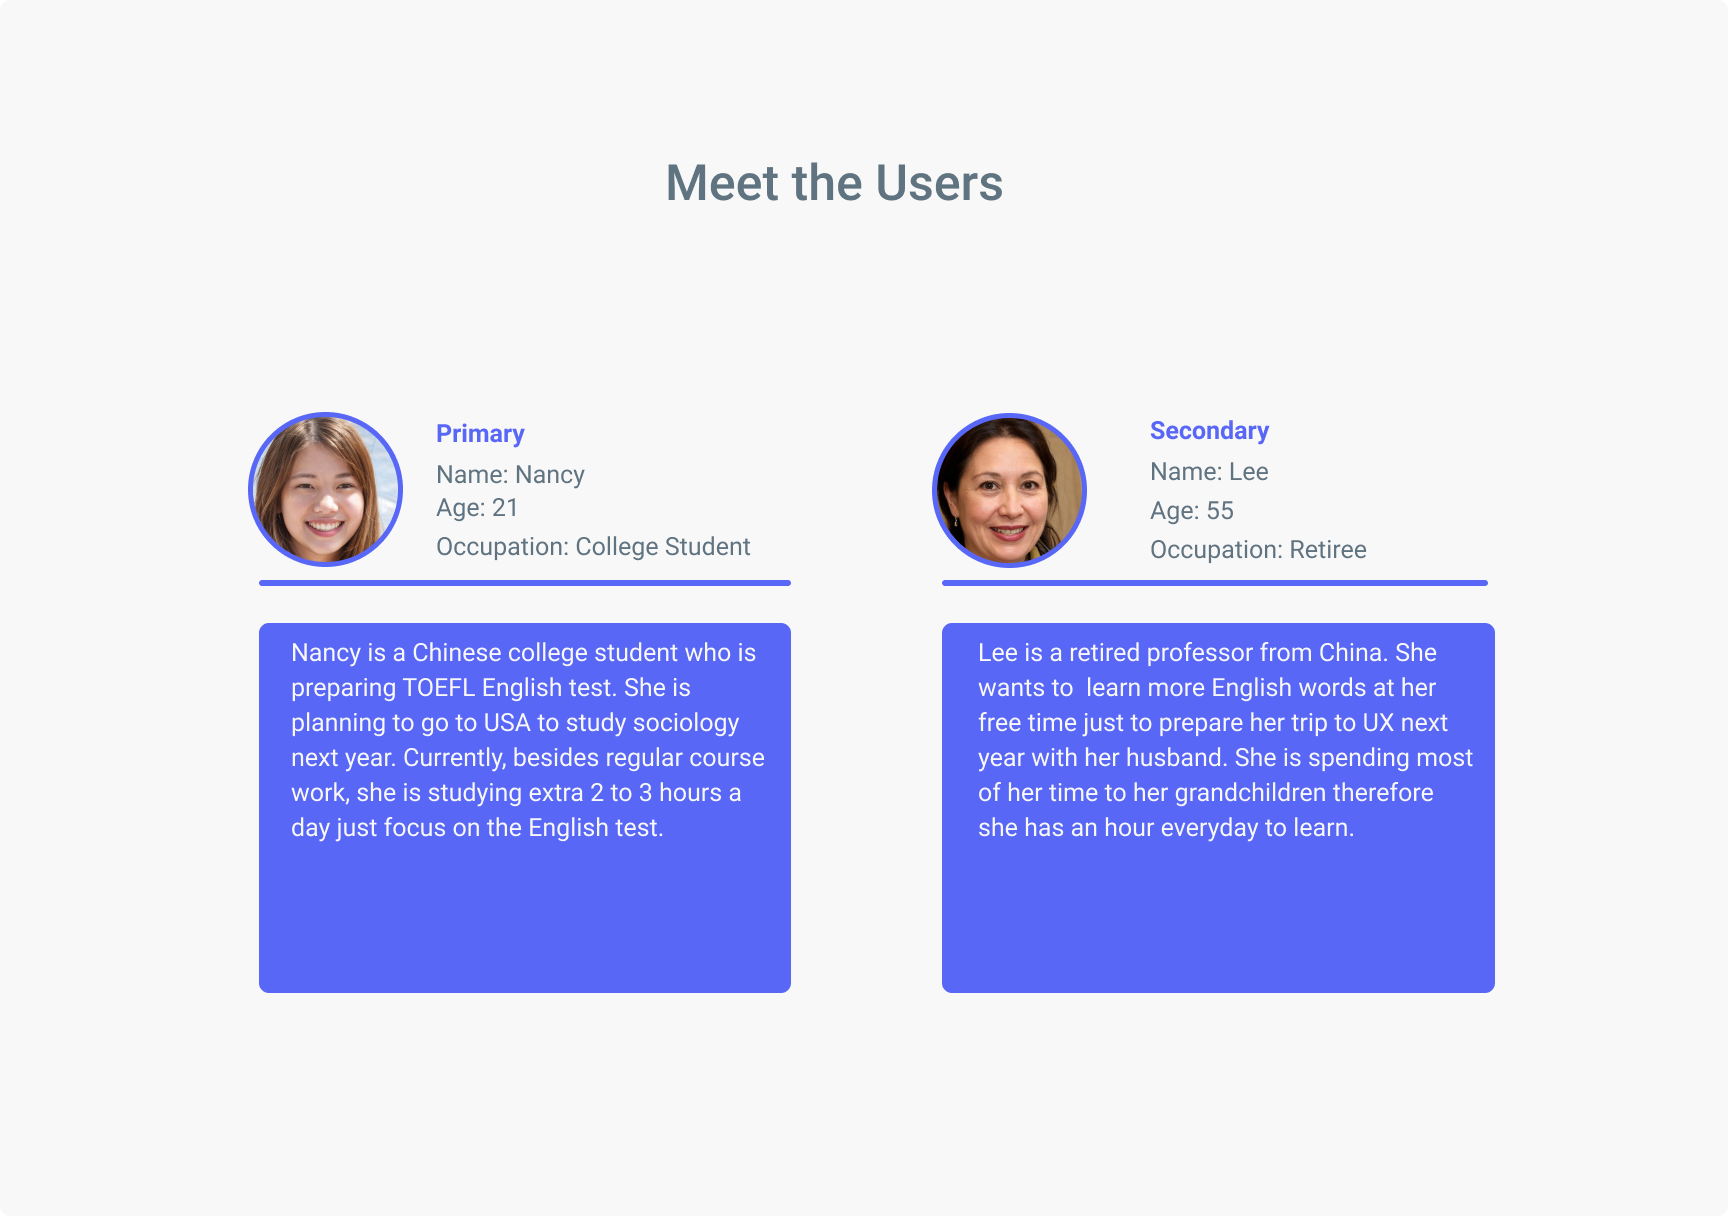 Meet the Users
Primary
Name: Nancy
Age: 21
Occupation: College Student
Nancy is a Chinese college student who is
preparing TOEFL English test. She is
planning to go to USA to study sociology
next year. Currently, besides regular course
work, she is studying extra 2 to 3 hours a
day just focus on the English test.
Secondary
Name: Lee
Age: 55
Occupation: Retiree
Lee is a retired professor from China. She
wants to  learn more English words at her
free time just to prepare her trip to UX next
year with her husband. She is spending most
of her time to her grandchildren therefore
she has an hour everyday to learn.